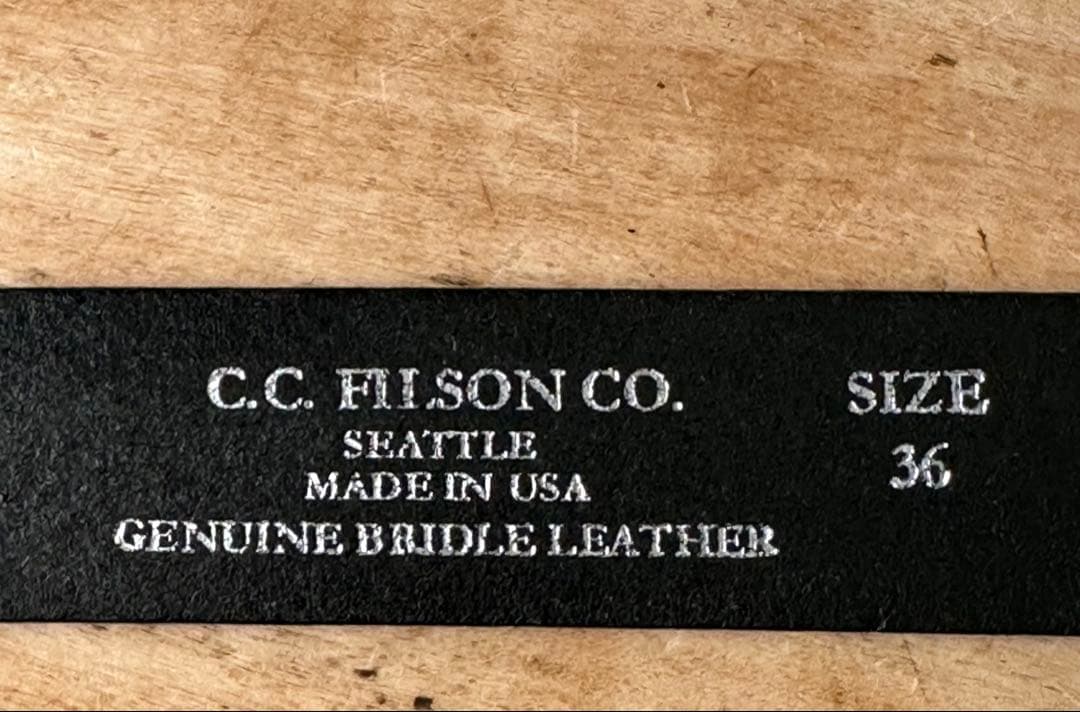 C.C. FILSON CO.
SEATTLE
MADE IN USA
GENUINE BRIDLE LEATHER
SIZE
36